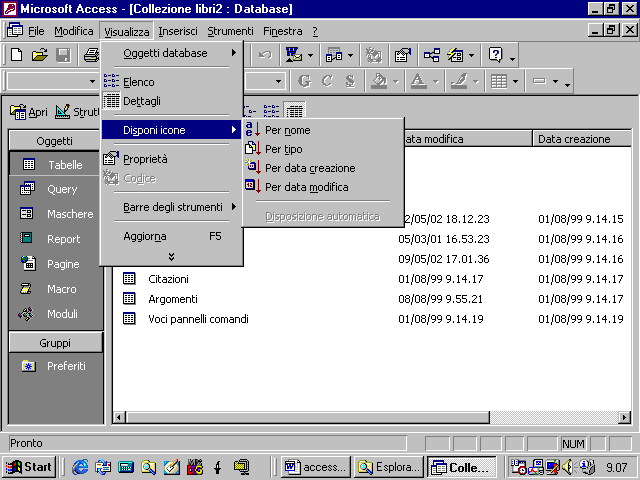 Microsoft Access - [Collezione libri2 : Database]
File Modifica Visualizza Inserisci Strumenti Finestra ?
G C S
Apri
Oggetti database
Elenco
Dettagli
Disponi icone
Proprietà
Codice
Barre degli strumenti
Aggiorna F5
Per nome
Per tipo
Per data creazione
Per data modifica
Disposizione automatica
Oggetti
Tabelle
Query
Maschere
Report
Pagine
Macro
Moduli
Gruppi
Preferiti
ata modifica Data creazione
2/05/02 18.12.23 01/08/99 9.14.15
05/03/01 16.53.23 01/08/99 9.14.16
09/05/02 17.01.36 01/08/99 9.14.15
Citazioni 01/08/99 9.14.17 01/08/99 9.14.17
Argomenti 08/08/99 9.55.21 01/08/99 9.14.17
Voci pannelli comandi 01/08/99 9.14.19 01/08/99 9.14.19
Pronto NUM
Start access... Esplora... Colle... 9.07